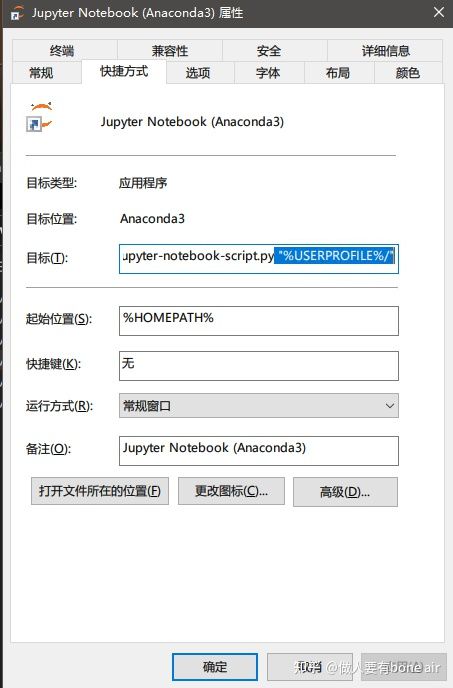 Jupyter Notebook (Anaconda3) 属性
终端 兼容性 安全 详细信息
常规 快捷方式 选项 字体 布局 颜色
Jupyter Notebook (Anaconda3)
目标类型: 应用程序
目标位置: Anaconda3
目标(T): upyter-notebook-script.py "%USERPROFILE%/"
起始位置(S): %HOMEPATH%
快捷键(K): 无
运行方式(R): 常规窗口
备注(O): Jupyter Notebook (Anaconda3)
打开文件所在的位置(F) 更改图标(C)... 高级(D)...
确定 取消
知乎 @做人要有bone air